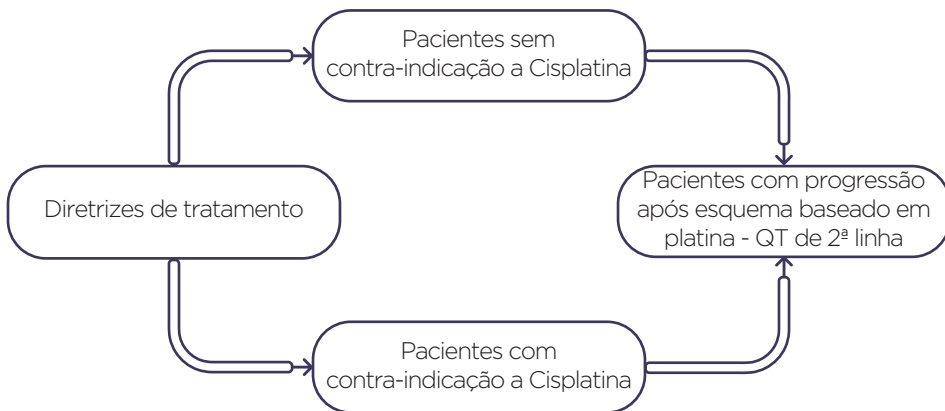 Pacientes sem
contra-indicação a Cisplatina
Diretrizes de tratamento
Pacientes com progressão
após esquema baseado em
platina - QT de 2ª linha
Pacientes com
contra-indicação a Cisplatina